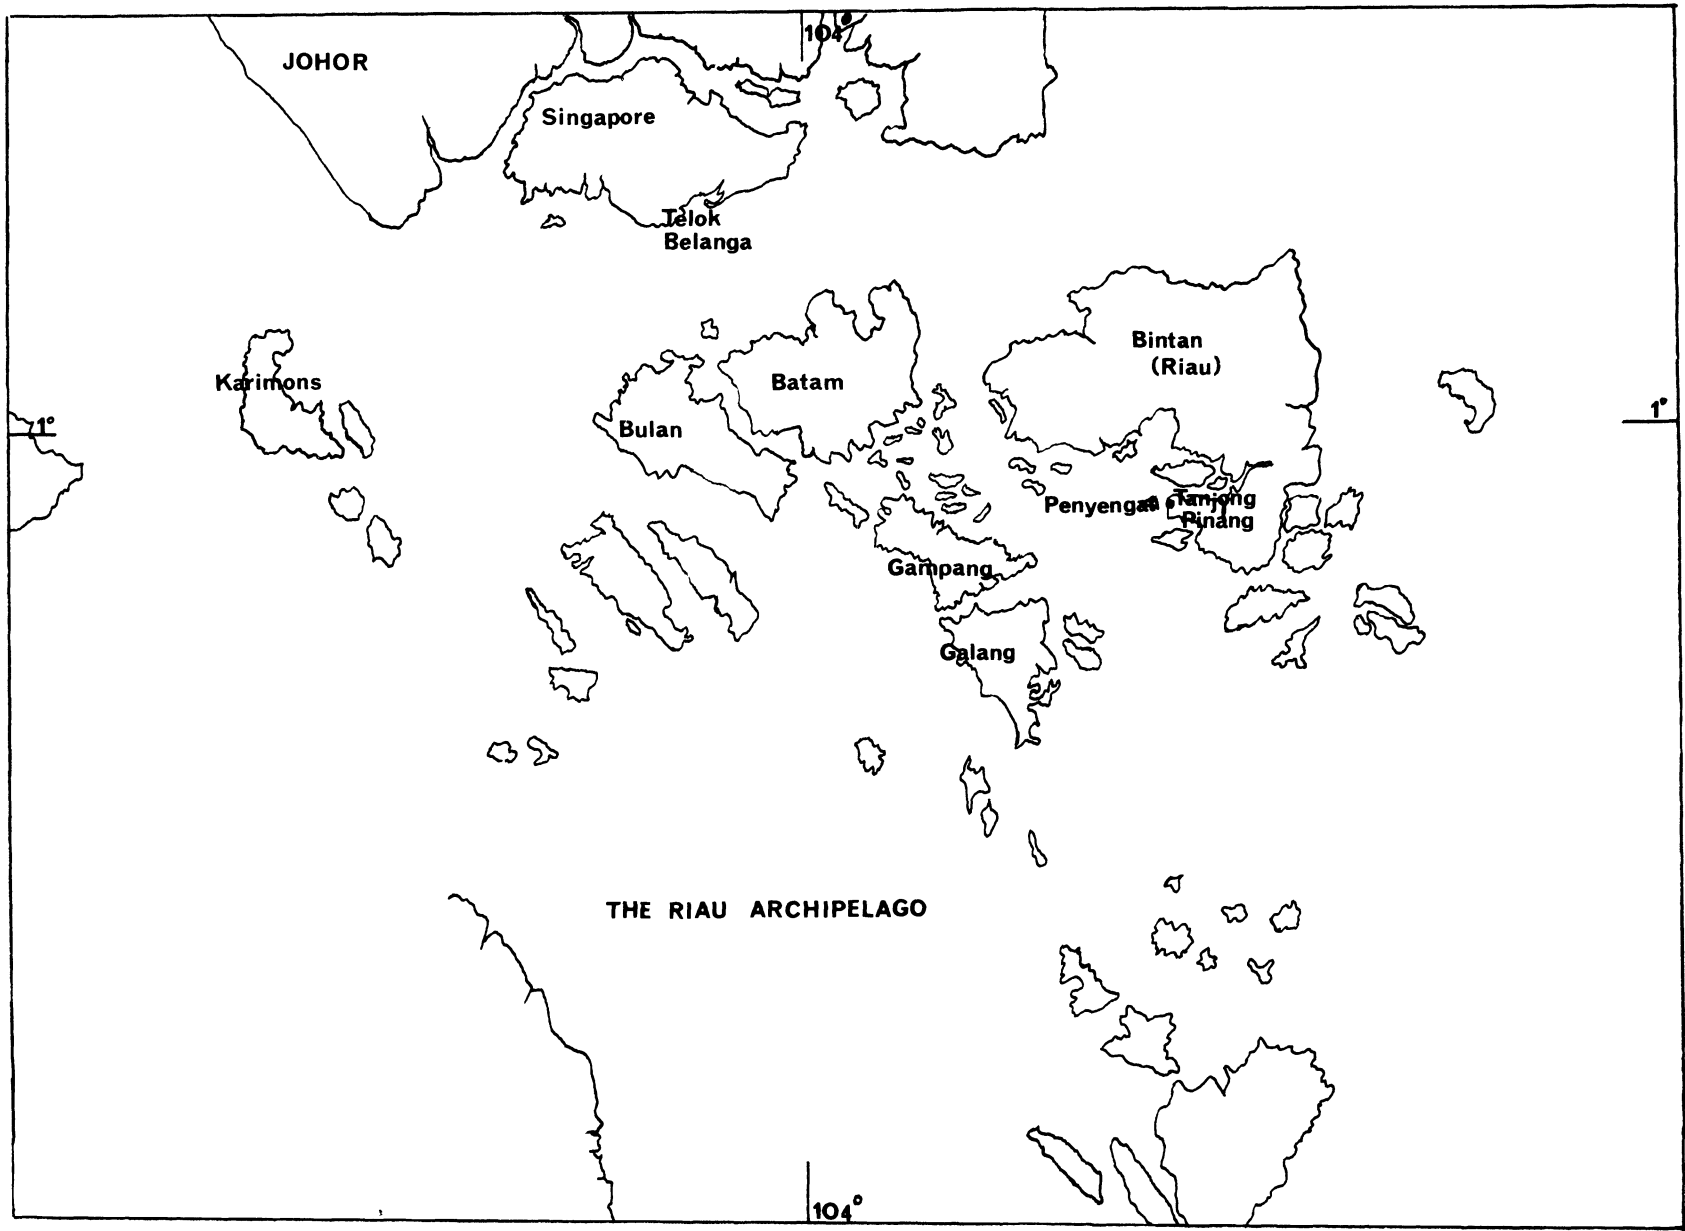 104°
JOHOR
Singapore
Telok
Belanga
Bintan
(Riau)
Karimons
Batam
1°
1°
Bulan
Penyengat
Tanjong
Pinang
Gampang
Galang
THE RIAU ARCHIPELAGO
104°